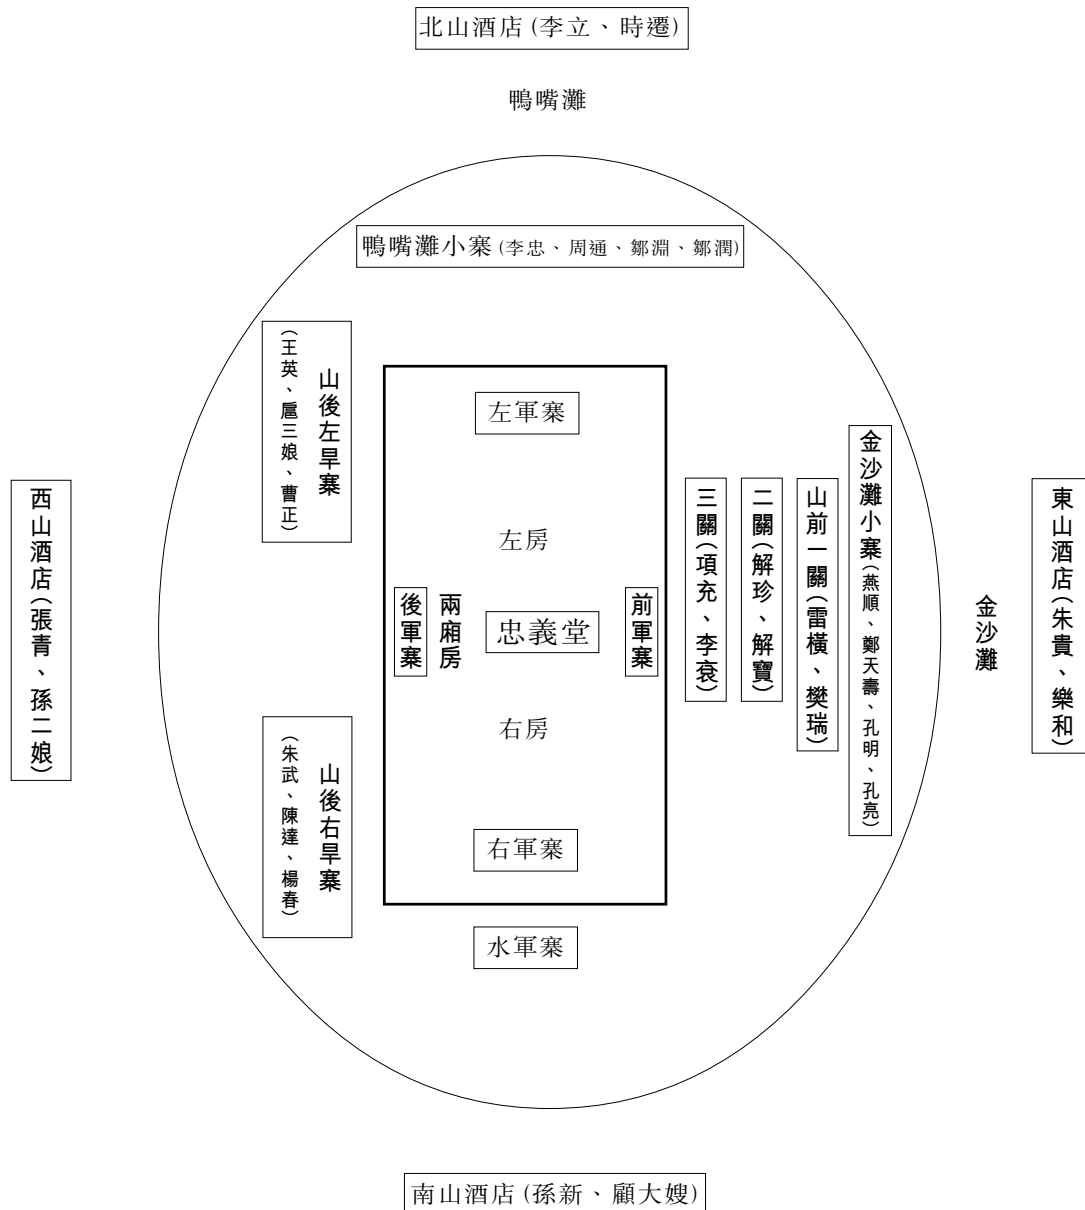 北山酒店(李立、時遷)
鴨嘴灘
鴨嘴灘小寨(李忠、周通、鄒淵、鄒潤)
山後左旱寨
(王英、扈三娘、曹正)
左軍寨
左房
西山酒店(張青、孫二娘)
後軍寨
兩廂房
忠義堂
前軍寨
三關(項充、李袞)
二關(解珍、解寶)
山前一關(雷橫、樊瑞)
金沙灘小寨(燕順、鄭天壽、孔明、孔亮)
金沙灘
東山酒店(朱貴、樂和)
右房
山後右旱寨
(朱武、陳達、楊春)
右軍寨
水軍寨
南山酒店(孫新、顧大嫂)